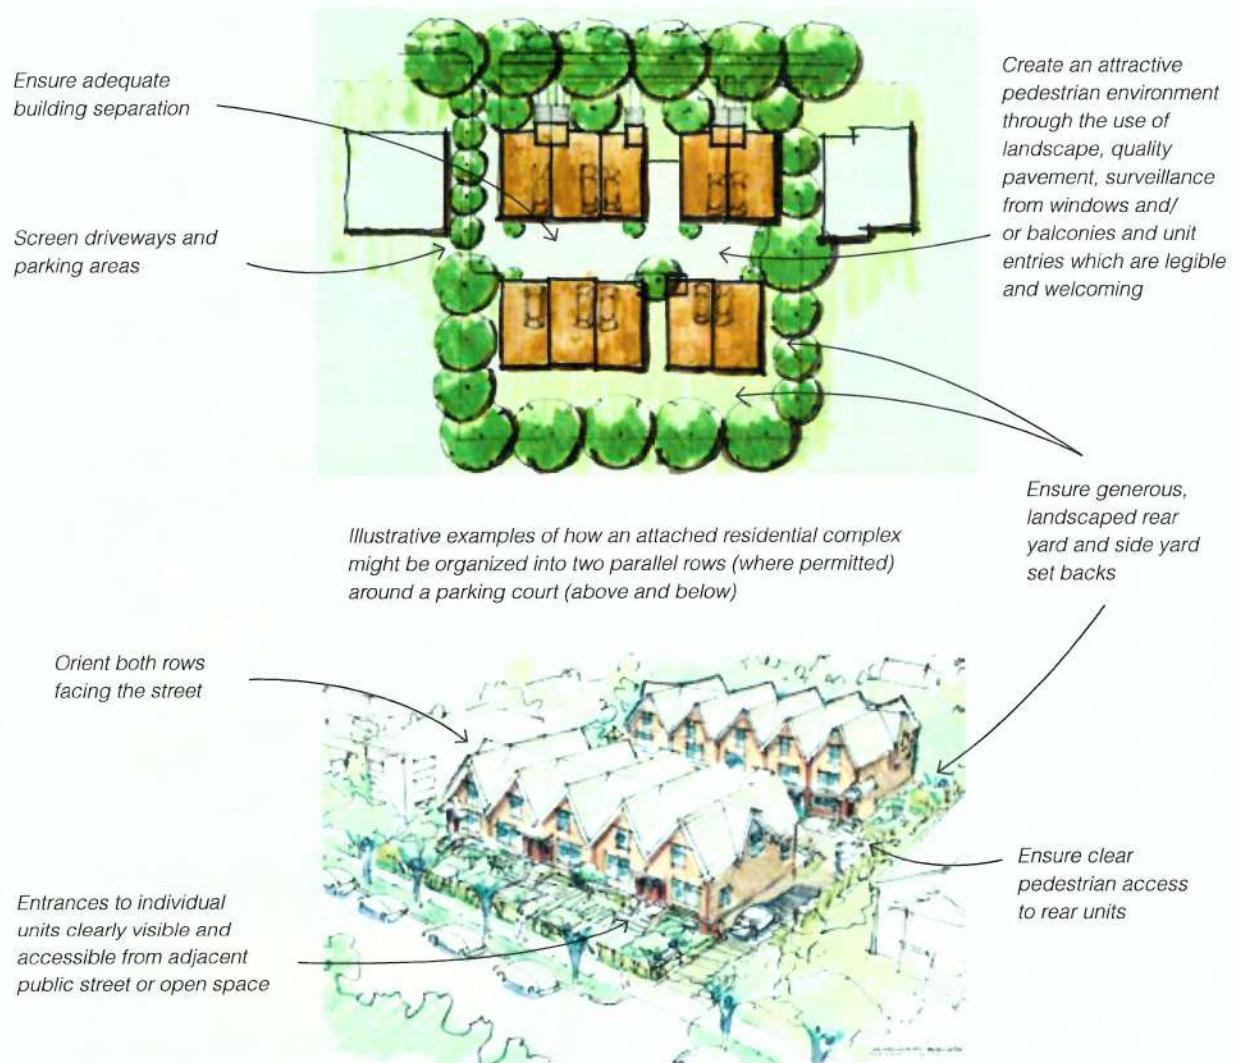 Ensure adequate
building separation
Screen driveways and
parking areas
Create an attractive
pedestrian environment
through the use of
landscape, quality
pavement, surveillance
from windows and/
or balconies and unit
entries which are legible
and welcoming
Ensure generous,
landscaped rear
yard and side yard
set backs
Illustrative examples of how an attached residential complex
might be organized into two parallel rows (where permitted)
around a parking court (above and below)
Orient both rows
facing the street
Entrances to individual
units clearly visible and
accessible from adjacent
public street or open space
Ensure clear
pedestrian access
to rear units